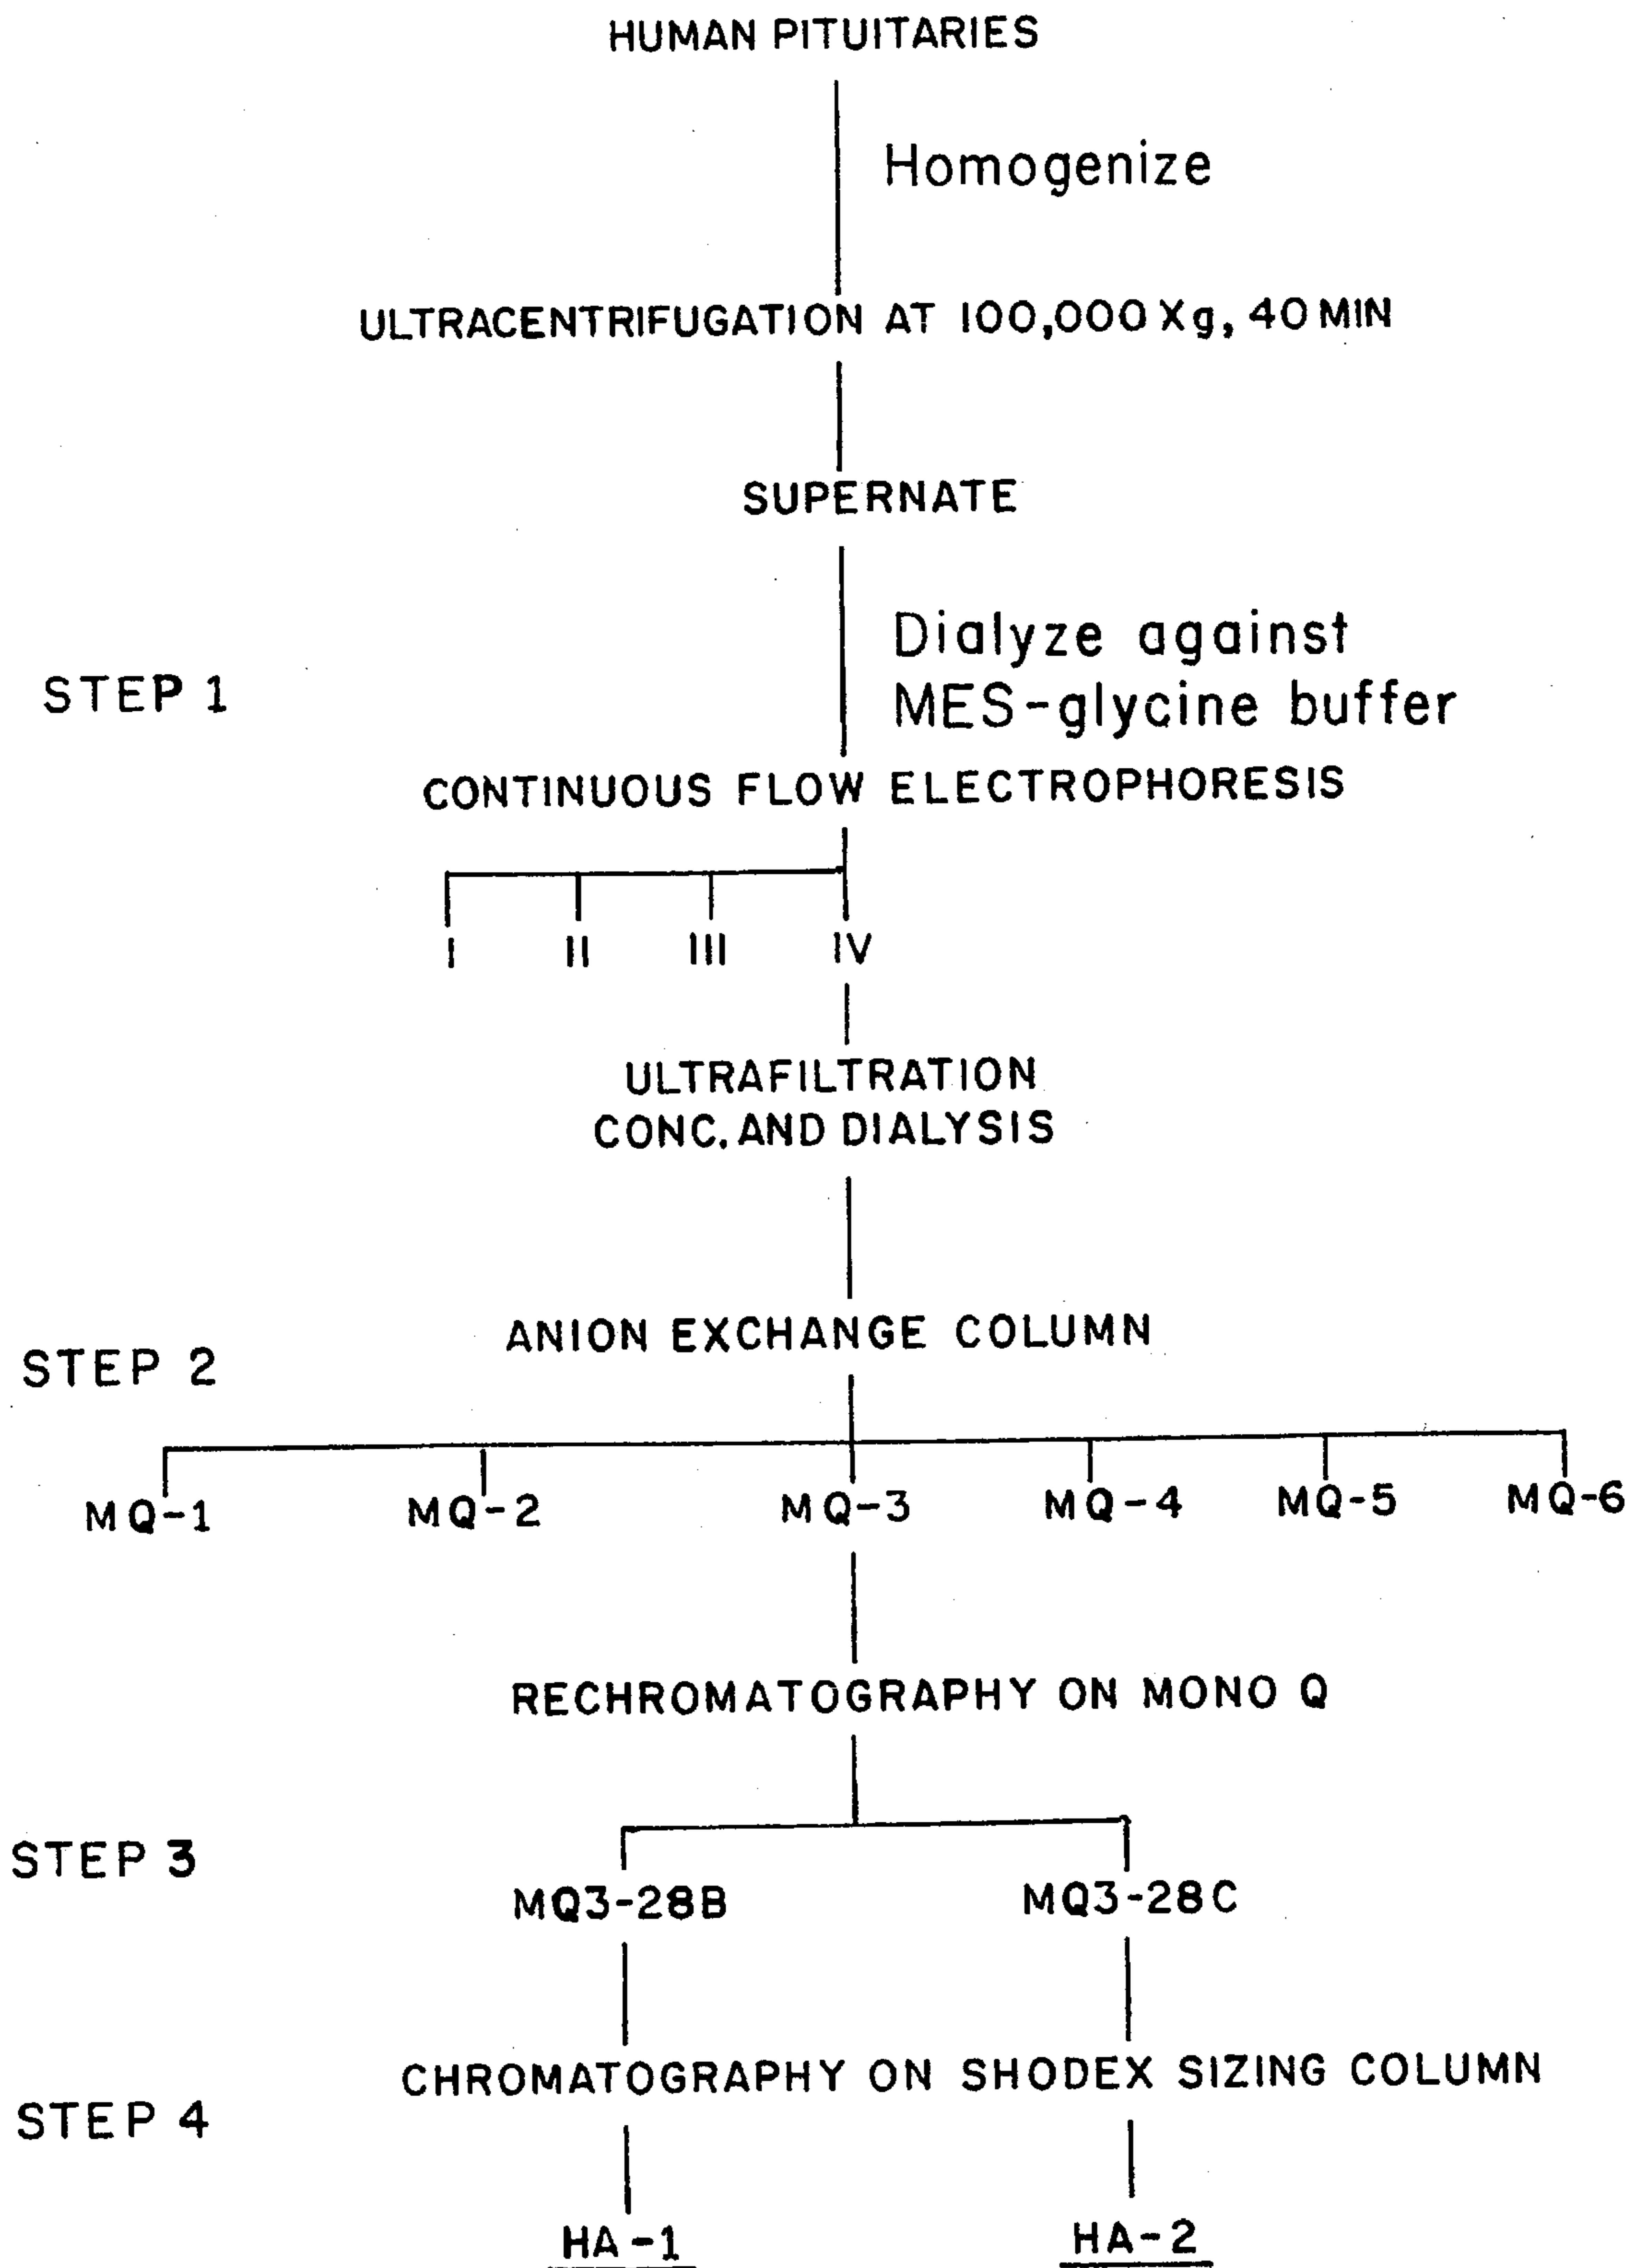 HUMAN PITUITARIES
Homogenize
ULTRACENTRIFUGATION AT 100,000 Xg, 40 MIN
SUPERNATE
Dialyze against
STEP 1
MES-glycine buffer
CONTINUOUS FLOW ELECTROPHORESIS
I II III IV
ULTRAFILTRATION
CONC. AND DIALYSIS
ANION EXCHANGE COLUMN
STEP 2
MQ-1 MQ-2 MQ-3 MQ-4 MQ-5 MQ-6
RECHROMATOGRAPHY ON MONO Q
STEP 3
MQ3-28B MQ3-28C
CHROMATOGRAPHY ON SHODEX SIZING COLUMN
STEP 4
HA-1 HA-2